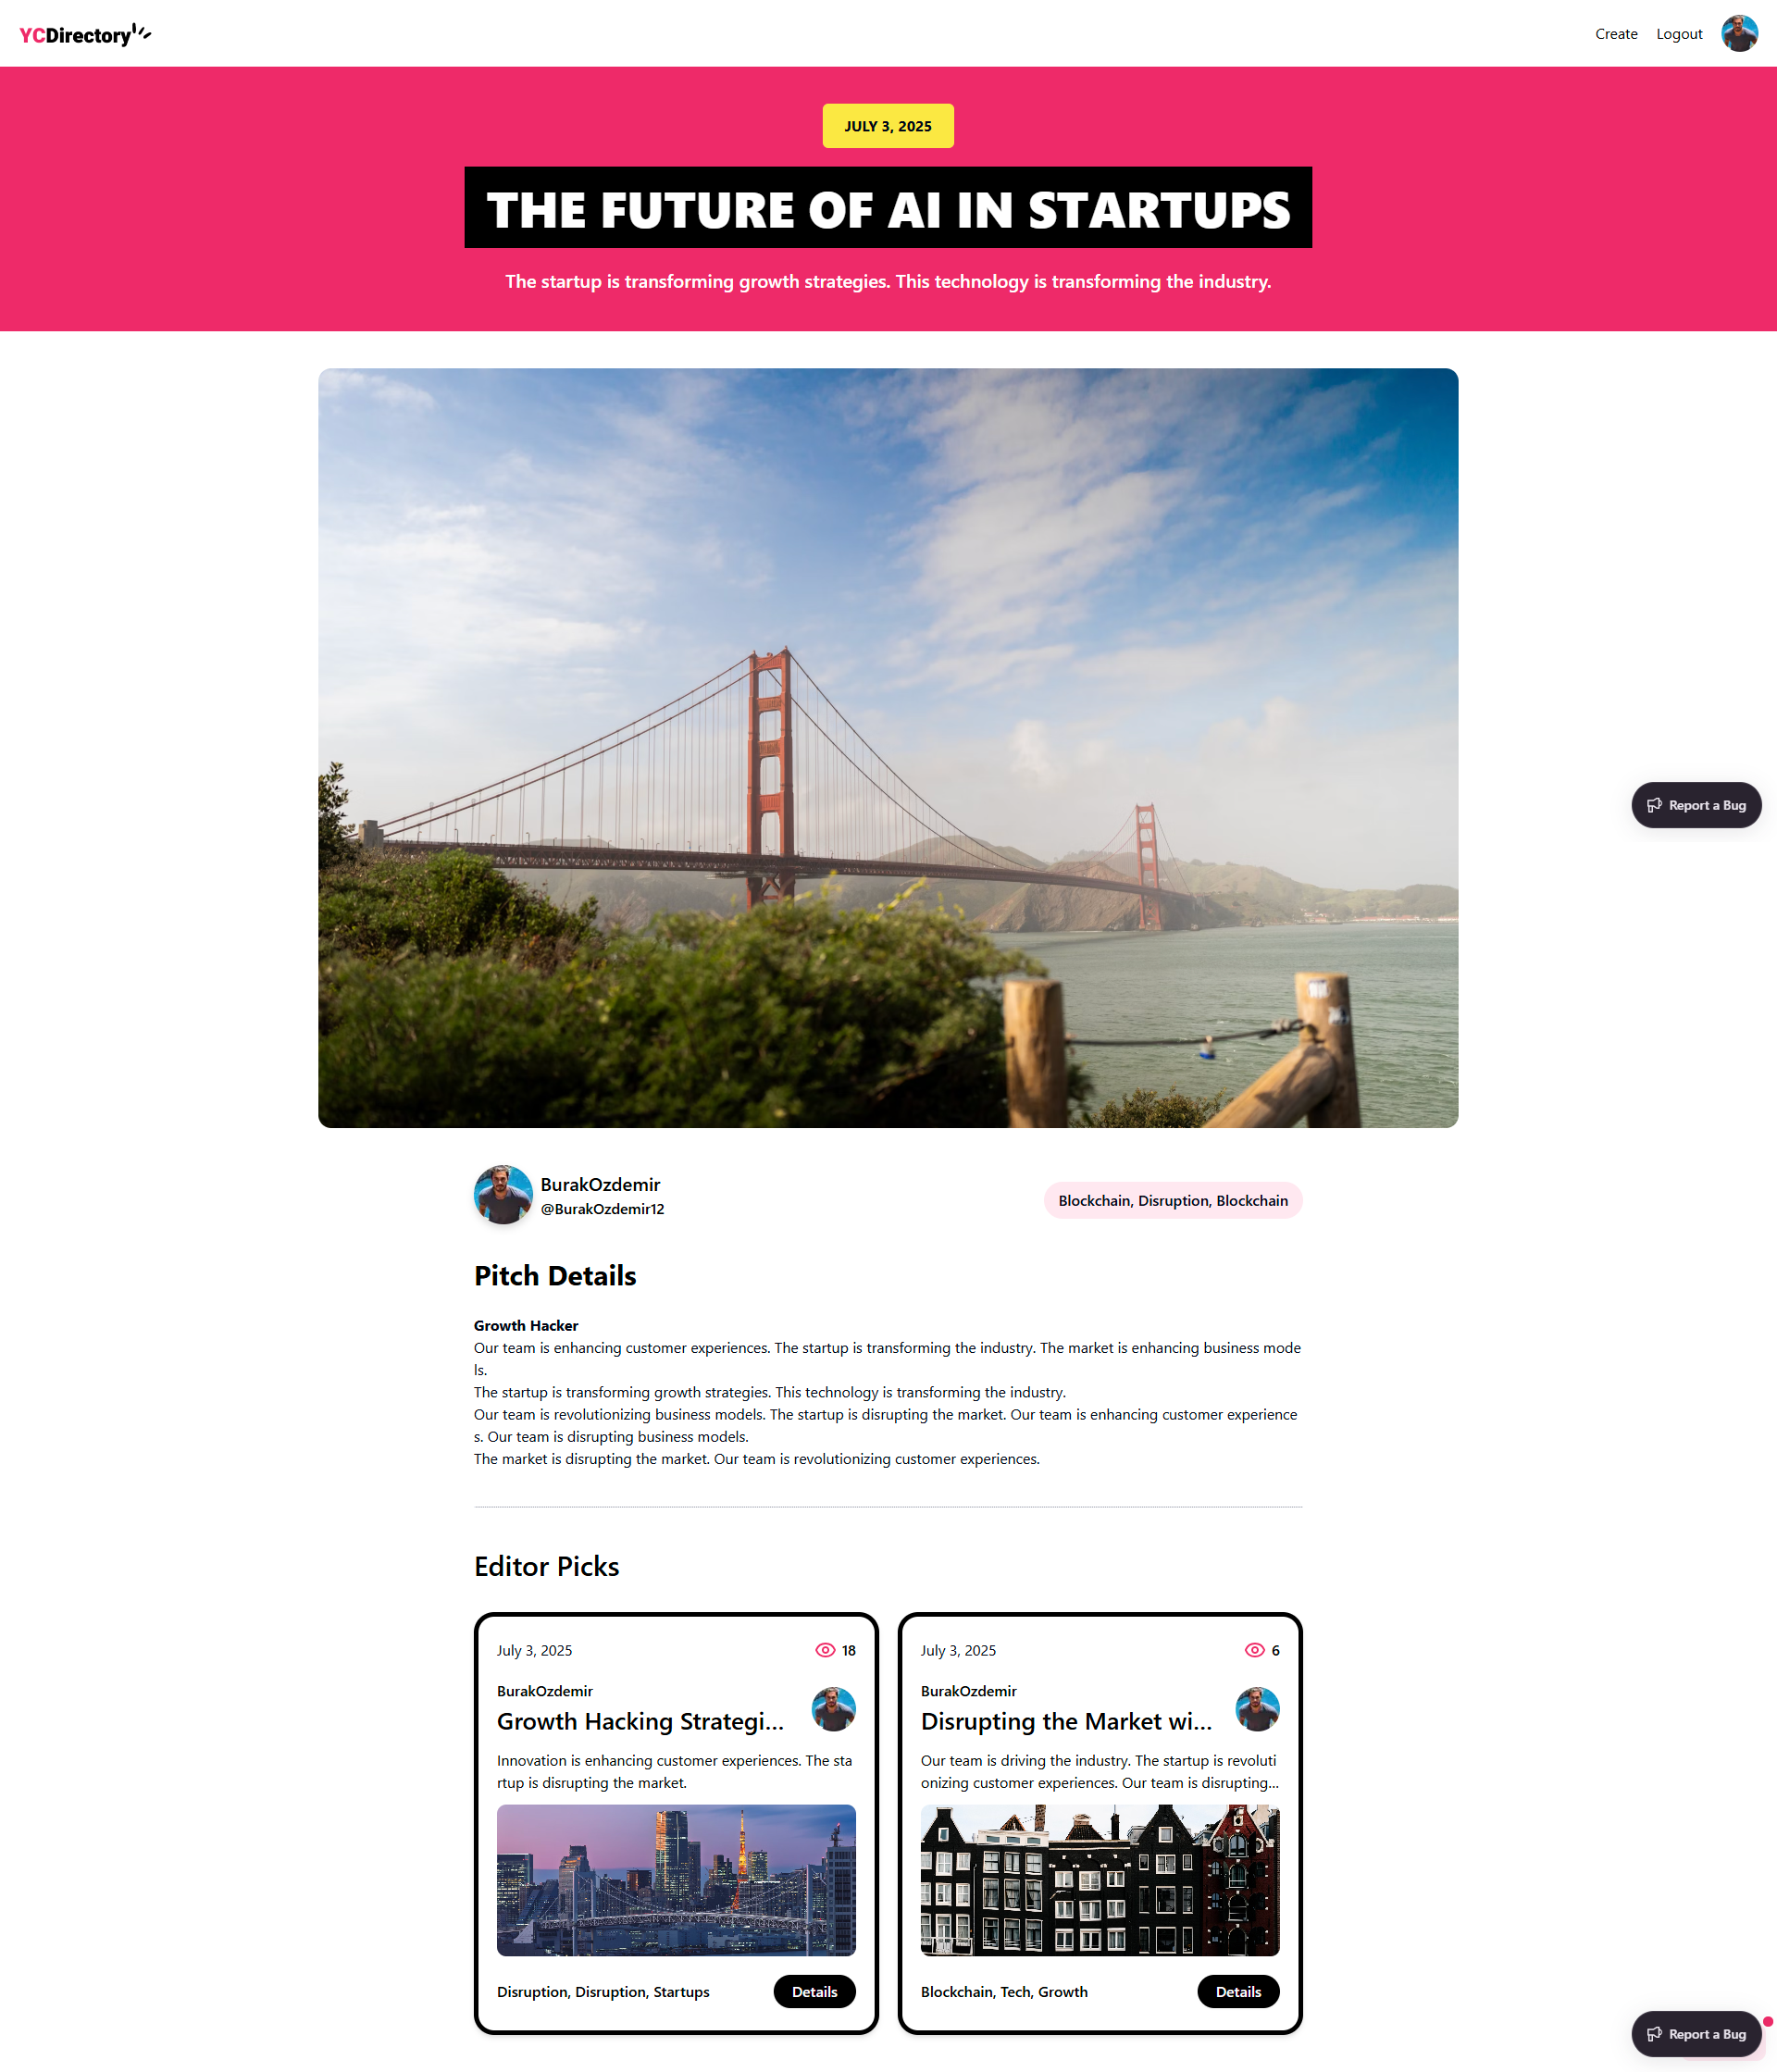 YCDirectory
Create Logout
JULY 3, 2025
THE FUTURE OF AI IN STARTUPS
The startup is transforming growth strategies. This technology is transforming the industry.
Report a Bug
BurakOzdemir
@BurakOzdemir12
Blockchain, Disruption, Blockchain
Pitch Details
Growth Hacker
Our team is enhancing customer experiences. The startup is transforming the industry. The market is enhancing business mode
ls.
The startup is transforming growth strategies. This technology is transforming the industry.
Our team is revolutionizing business models. The startup is disrupting the market. Our team is enhancing customer experience
s. Our team is disrupting business models.
The market is disrupting the market. Our team is revolutionizing customer experiences.
Editor Picks
July 3, 2025 18
BurakOzdemir
Growth Hacking Strategi...
Innovation is enhancing customer experiences. The sta
rtup is disrupting the market.
Disruption, Disruption, Startups Details
July 3, 2025 6
BurakOzdemir
Disrupting the Market wi...
Our team is driving the industry. The startup is revoluti
onizing customer experiences. Our team is disrupting...
Blockchain, Tech, Growth Details
Report a Bug